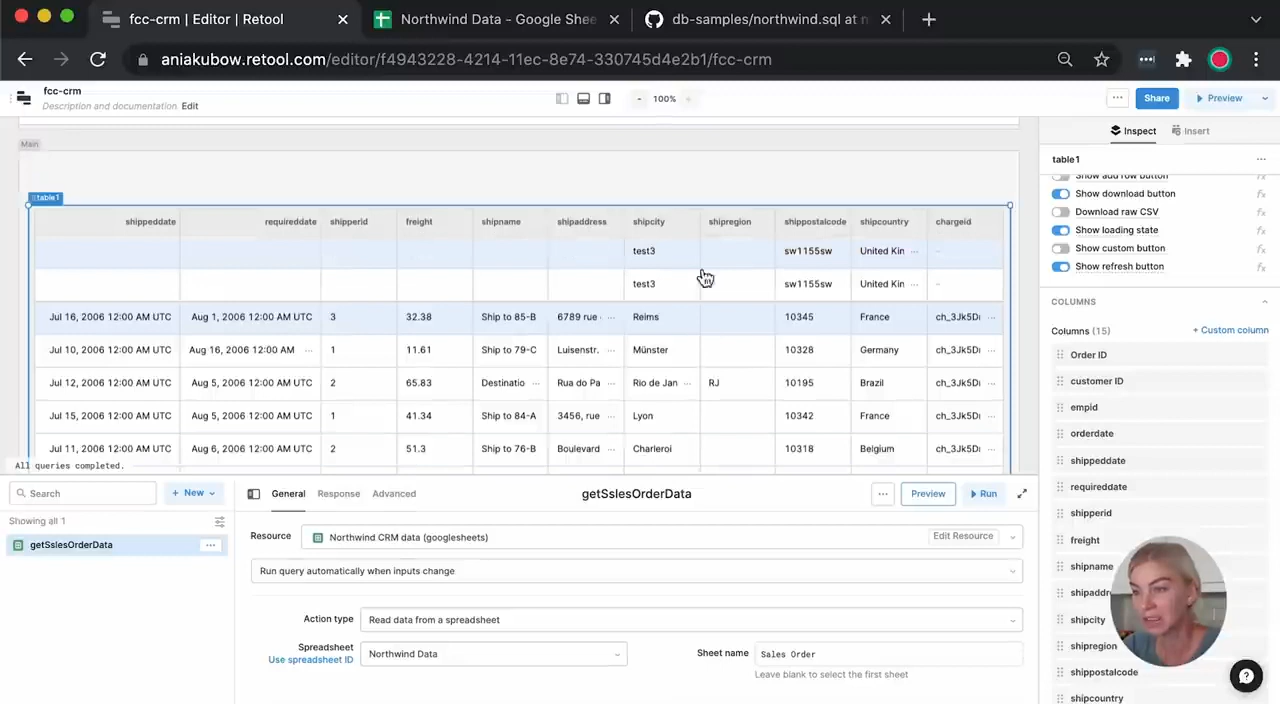 fcc-crm | Editor | Retool
Northwind Data - Google Shee
db-samples/northwind.sql at n
aniakubow.retool.com/editor/f4943228-4214-11ec-8e74-330745d4e2b1/fcc-crm
fcc-crm
Description and documentation Edit
- 100% +
Share
Preview
Inspect
Insert
Main
table1
table1
Show add row button
Show download button
Download raw CSV
Show loading state
Show custom button
Show refresh button
shippeddate requireddate shipperid freight shipname shipaddress shipcity shipregion shippostalcode shipcountry chargeid
test3 sw1155sw United Kin ... -
test3 sw1155sw United Kin ... -
Jul 16, 2006 12:00 AM UTC Aug 1, 2006 12:00 AM UTC 3 32.38 Ship to 85-B 6789 rue ... Reims 10345 France ch_3Jk5D ...
Jul 10, 2006 12:00 AM UTC Aug 16, 2006 12:00 AM ... 1 11.61 Ship to 79-C Luisenstr. ... Münster 10328 Germany ch_3Jk5D ...
Jul 12, 2006 12:00 AM UTC Aug 5, 2006 12:00 AM UTC 2 65.83 Destinatio ... Rua do Pa ... Rio de Jan ... RJ 10195 Brazil ch_3Jk5D ...
Jul 15, 2006 12:00 AM UTC Aug 5, 2006 12:00 AM UTC 1 41.34 Ship to 84-A 3456, rue ... Lyon 10342 France ch_3Jk5D ...
Jul 11, 2006 12:00 AM UTC Aug 6, 2006 12:00 AM UTC 2 51.3 Ship to 76-B Boulevard ... Charleroi 10318 Belgium ch_3Jk5D ...
COLUMNS
Columns (15) + Custom column
Order ID
customer ID
empid
orderdate
shippeddate
requireddate
shipperid
freight
shipname
shipaddr
shipcity
shipregion
shippostalcode
shipcountry
All queries completed.
Search
+ New
Showing all 1
getSslesOrderData
General
Response
Advanced
getSslesOrderData
...
Preview
Run
Resource
Northwind CRM data (googlesheets)
Edit Resource
Run query automatically when inputs change
Action type
Read data from a spreadsheet
Spreadsheet
Use spreadsheet ID
Northwind Data
Sheet name
Sales Order
Leave blank to select the first sheet